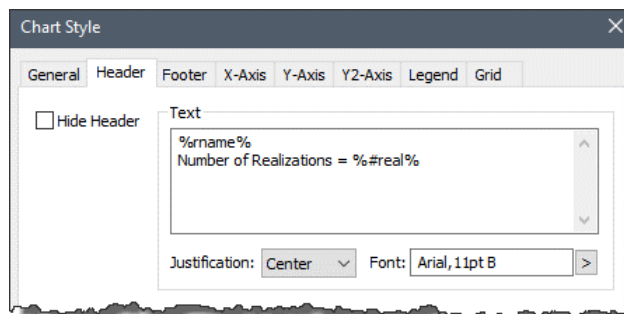 Chart Style
General Header Footer X-Axis Y-Axis Y2-Axis Legend Grid
Hide Header
Text
%rname%
Number of Realizations = %#real%
Justification: Center Font: Arial,11pt B >